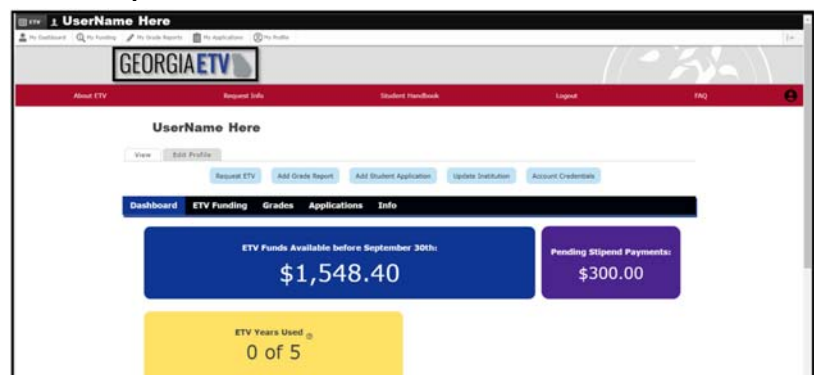 ETV UserName Here
My Dashboard My Funding My Grade Reports My Applications My Profile
GEORGIA ETV
About ETV Request Info Student Handbook Logout FAQ
UserName Here
View Edit Profile
Request ETV Add Grade Report Add Student Application Update Institution Account Credentials
Dashboard ETV Funding Grades Applications Info
ETV Funds Available before September 30th:
$1,548.40
Pending Stipend Payments:
$300.00
ETV Years Used
0 of 5